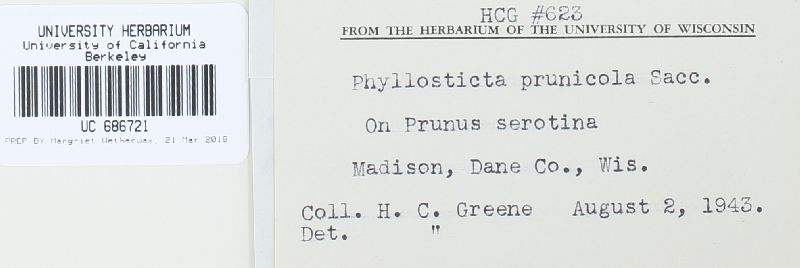 UNIVERSITY HERBARIUM
University of California
Berkeley
UC 686721
PREP BY Margriet Wetherwax, 21 Mar 2018
HCG #623
FROM THE HERBARIUM OF THE UNIVERSITY OF WISCONSIN
Phyllosticta prunicola Sacc.
On Prunus serotina
Madison, Dane Co., Wis.
Coll. H. C. Greene August 2, 1943.
Det. "